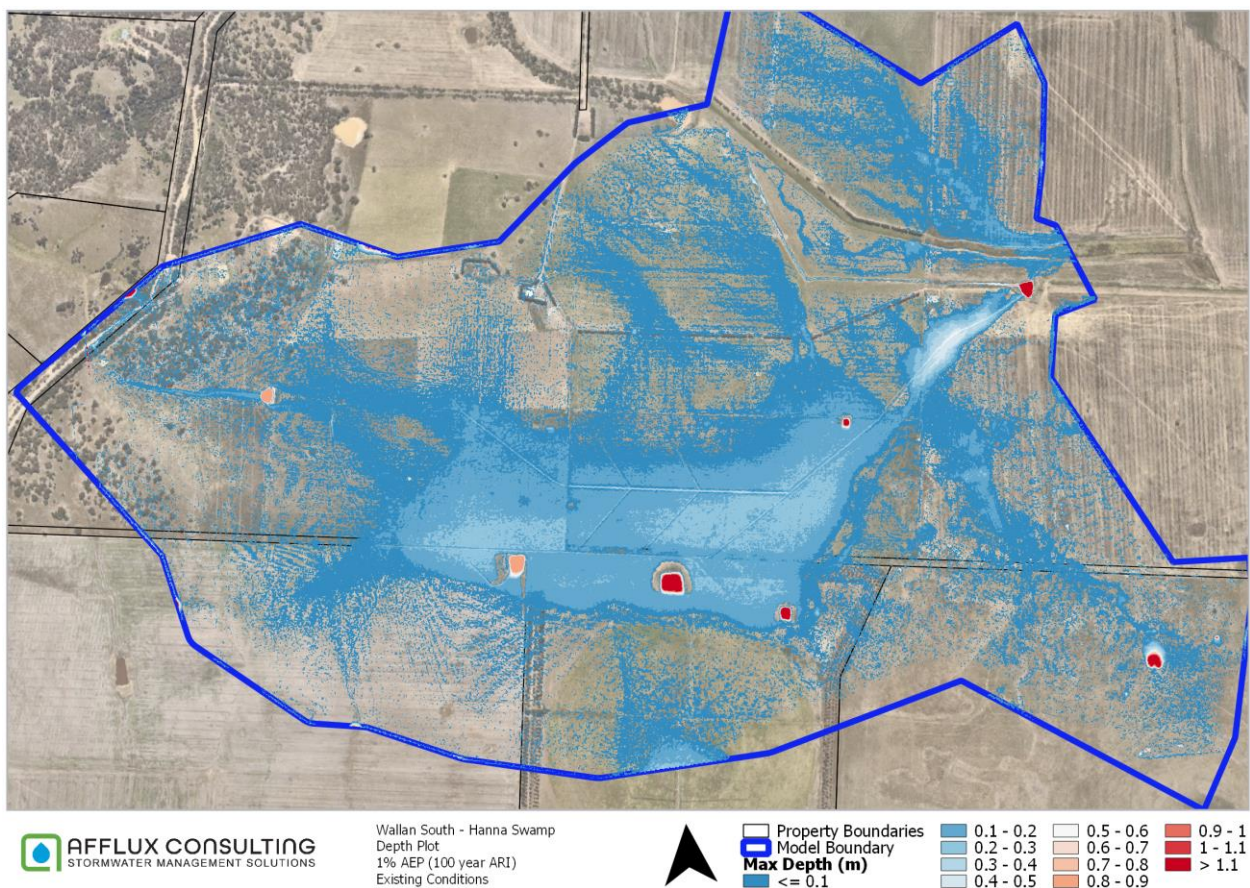 AFFLUX CONSULTING
STORMWATER MANAGEMENT SOLUTIONS
Wallan South - Hanna Swamp
Depth Plot
1% AEP (100 year ARI)
Existing Conditions
Property Boundaries
Model Boundary
Max Depth (m)
<= 0.1
0.1 - 0.2
0.2 - 0.3
0.3 - 0.4
0.4 - 0.5
0.5 - 0.6
0.6 - 0.7
0.7 - 0.8
0.8 - 0.9
0.9 - 1
1 - 1.1
> 1.1